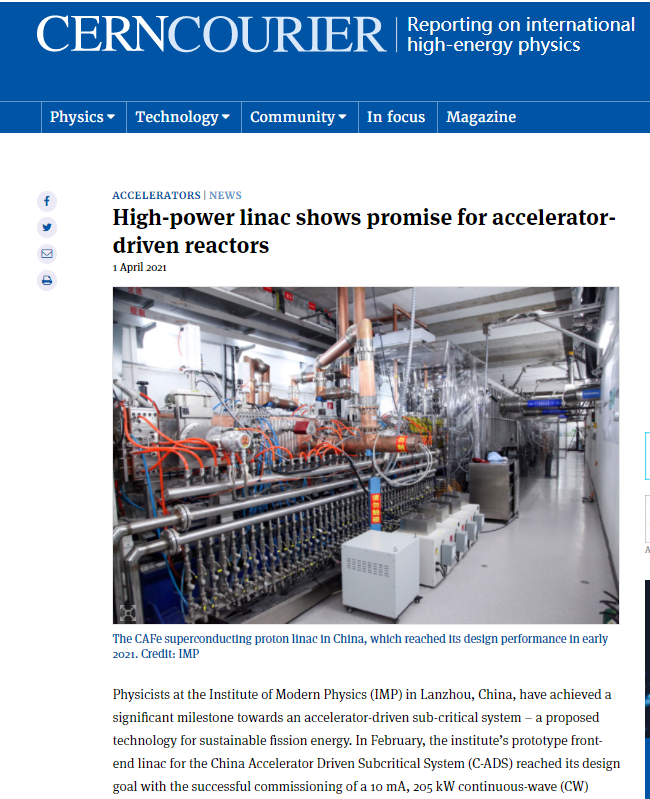 CERNCOURIER
Reporting on international
high-energy physics
Physics
Technology
Community
In focus
Magazine
ACCELERATORS | NEWS
High-power linac shows promise for accelerator-
driven reactors
1 April 2021
The CAFe superconducting proton linac in China, which reached its design performance in early
2021. Credit: IMP
Physicists at the Institute of Modern Physics (IMP) in Lanzhou, China, have achieved a
significant milestone towards an accelerator-driven sub-critical system – a proposed
technology for sustainable fission energy. In February, the institute's prototype front-
end linac for the China Accelerator Driven Subcritical System (C-ADS) reached its design
goal with the successful commissioning of a 10 mA, 205 kW continuous-wave (CW)